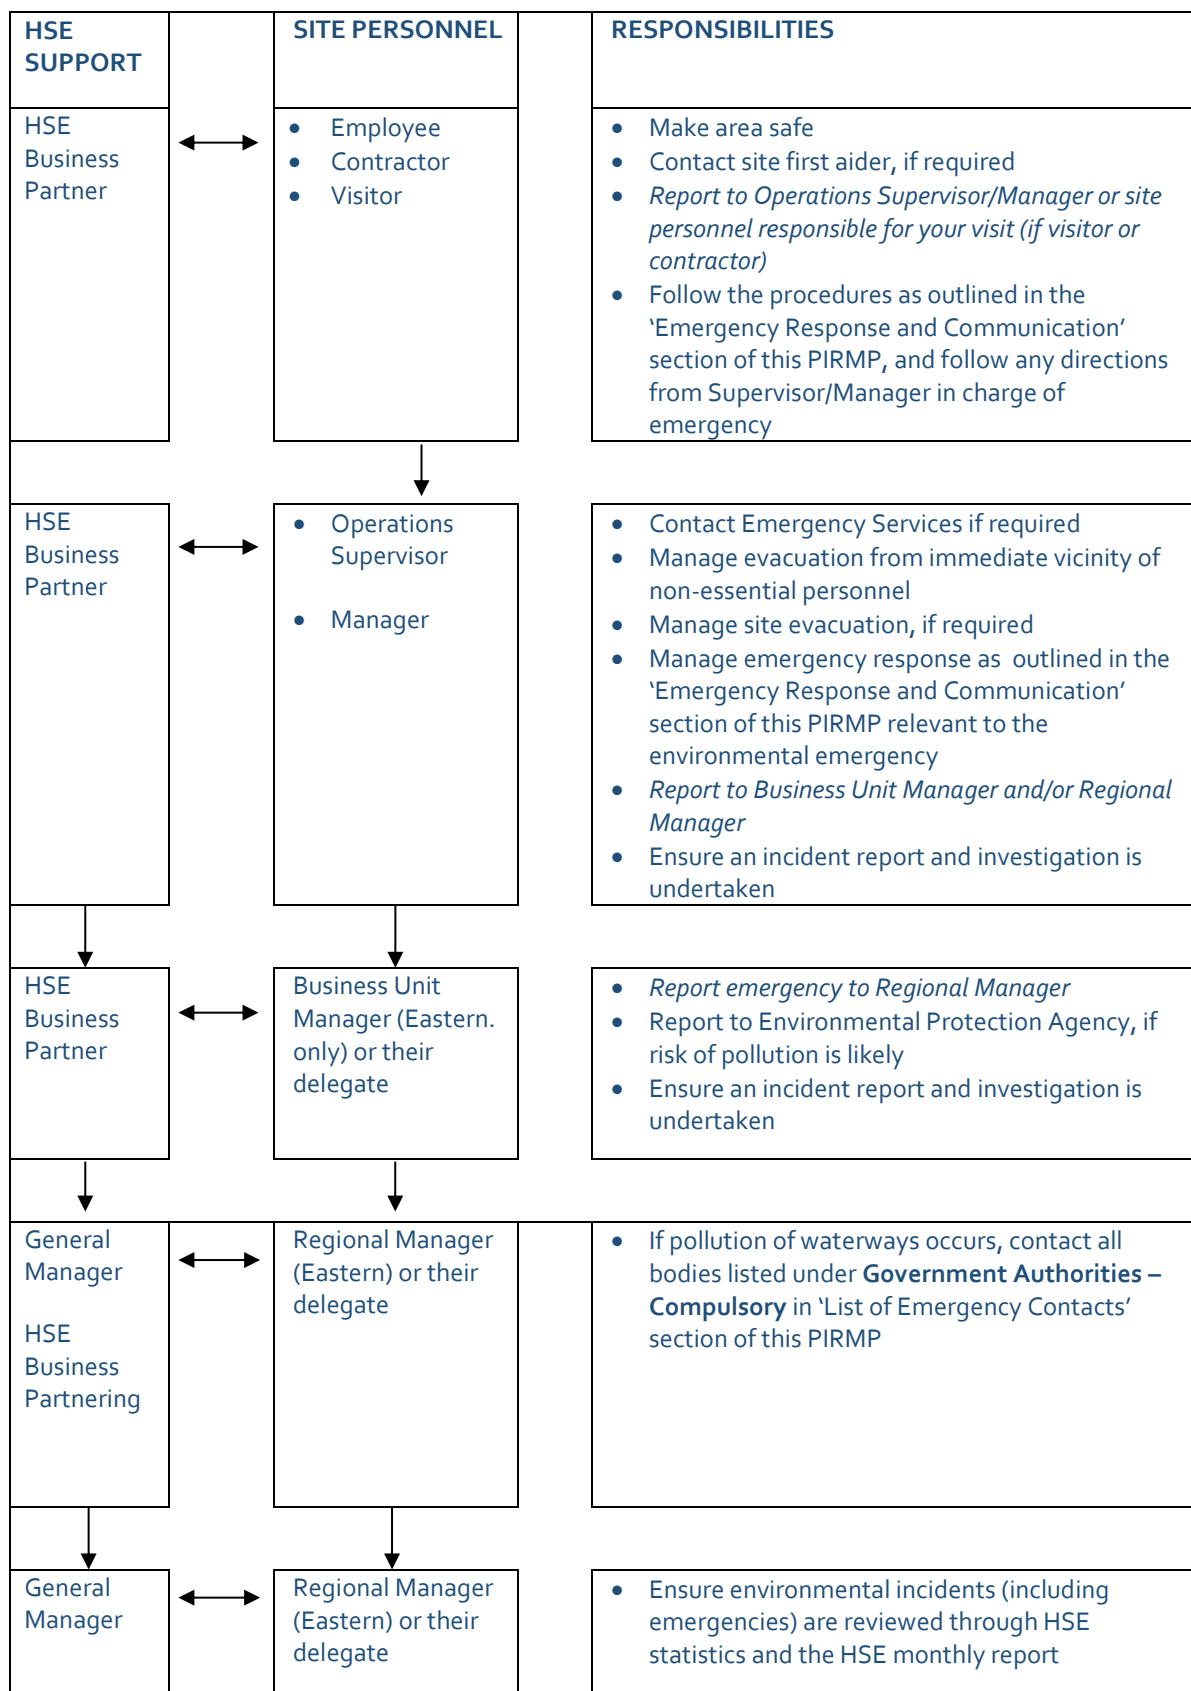 HSE
SUPPORT
SITE PERSONNEL
RESPONSIBILITIES
HSE
Business
Partner
• Employee
• Contractor
• Visitor
• Make area safe
• Contact site first aider, if required
• Report to Operations Supervisor/Manager or site
personnel responsible for your visit (if visitor or
contractor)
• Follow the procedures as outlined in the
‘Emergency Response and Communication’
section of this PIRMP, and follow any directions
from Supervisor/Manager in charge of
emergency
HSE
Business
Partner
• Operations
Supervisor
• Manager
• Contact Emergency Services if required
• Manage evacuation from immediate vicinity of
non-essential personnel
• Manage site evacuation, if required
• Manage emergency response as outlined in the
‘Emergency Response and Communication’
section of this PIRMP relevant to the
environmental emergency
• Report to Business Unit Manager and/or Regional
Manager
• Ensure an incident report and investigation is
undertaken
HSE
Business
Partner
Business Unit
Manager (Eastern.
only) or their
delegate
• Report emergency to Regional Manager
• Report to Environmental Protection Agency, if
risk of pollution is likely
• Ensure an incident report and investigation is
undertaken
General
Manager
HSE
Business
Partnering
Regional Manager
(Eastern) or their
delegate
• If pollution of waterways occurs, contact all
bodies listed under Government Authorities –
Compulsory in ‘List of Emergency Contacts’
section of this PIRMP
General
Manager
Regional Manager
(Eastern) or their
delegate
• Ensure environmental incidents (including
emergencies) are reviewed through HSE
statistics and the HSE monthly report